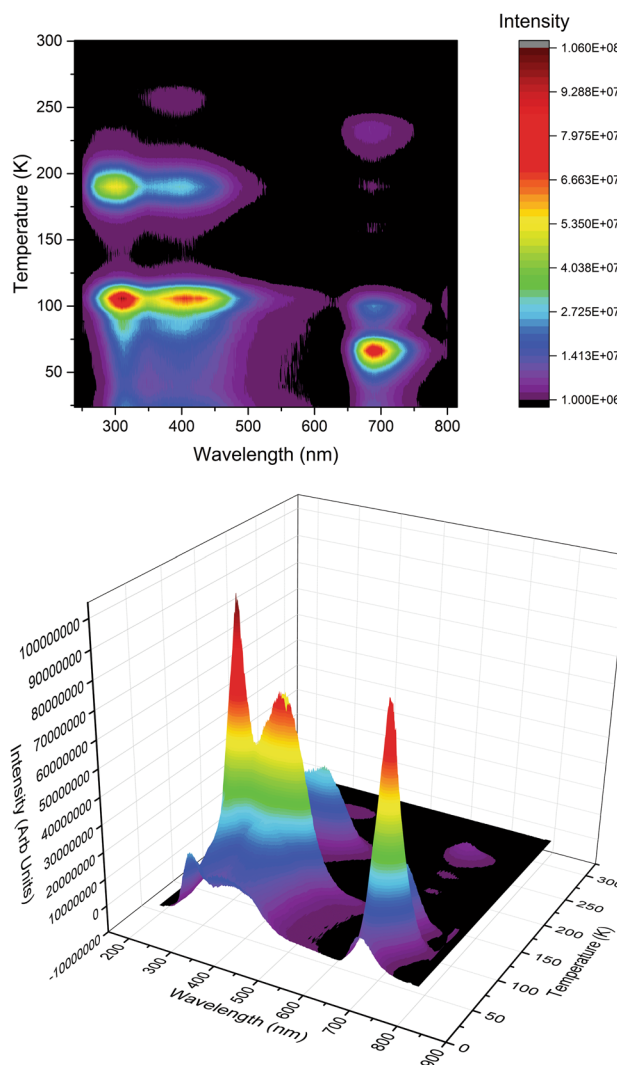 Intensity
300
250
200
150
100
50
Temperature (K)
300 400 500 600 700 800
Wavelength (nm)
1.060E+08
9.288E+07
7.975E+07
6.663E+07
5.350E+07
4.038E+07
2.725E+07
1.413E+07
1.000E+06
100000000
90000000
80000000
70000000
60000000
50000000
40000000
30000000
20000000
10000000
0
-10000000
Intensity (Arb Units)
200 300 400 500 600 700 800 900
Wavelength (nm)
0 50 100 150 200 250 300
Temperature (K)